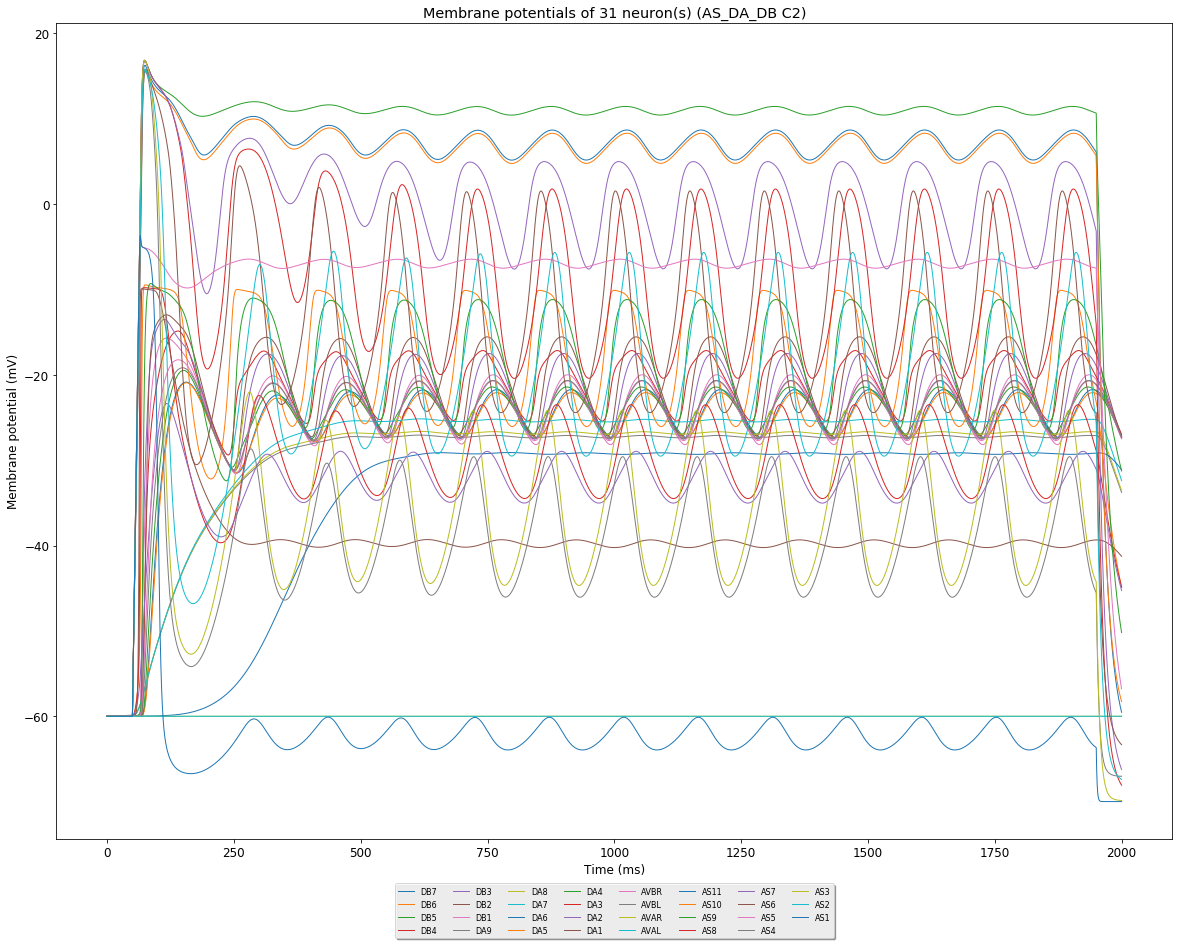 Membrane potentials of 31 neuron(s) (AS_DA_DB C2)
20
0
−20
−40
−60
Membrane potential (mV)
0 250 500 750 1000 1250 1500 1750 2000
Time (ms)
DB7 DB3 DA8 DA4 AVBR AS11 AS7 AS3
DB6 DB2 DA7 DA3 AVBL AS10 AS6 AS2
DB5 DB1 DA6 DA2 AVAR AS9 AS5 AS1
DB4 DA9 DA5 DA1 AVAL AS8 AS4